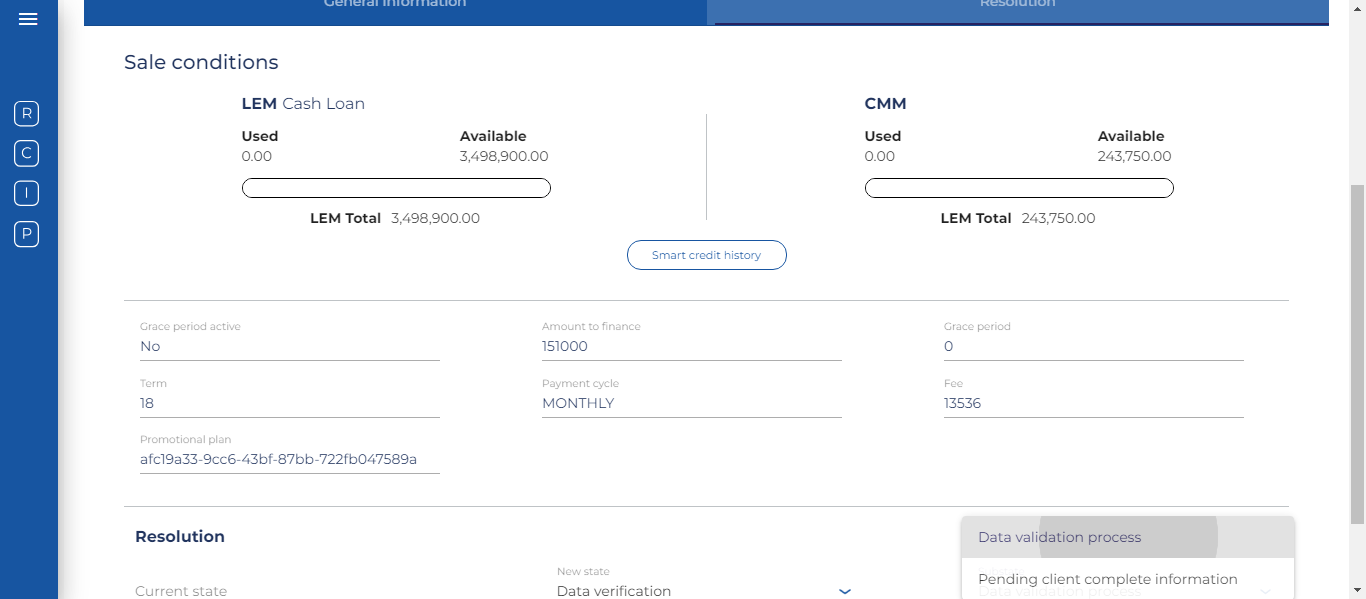 General Information
Resolution
R
C
I
P
Sale conditions
LEM Cash Loan
Used
Available
0.00
3,498,900.00
LEM Total 3,498,900.00
CMM
Used
Available
0.00
243,750.00
LEM Total 243,750.00
Smart credit history
Grace period active
No
Amount to finance
151000
Grace period
0
Term
18
Payment cycle
MONTHLY
Fee
13536
Promotional plan
afc19a33-9cc6-43bf-87bb-722fb047589a
Resolution
Current state
New state
Data verification
Data validation process
Pending client complete information
Data validation process